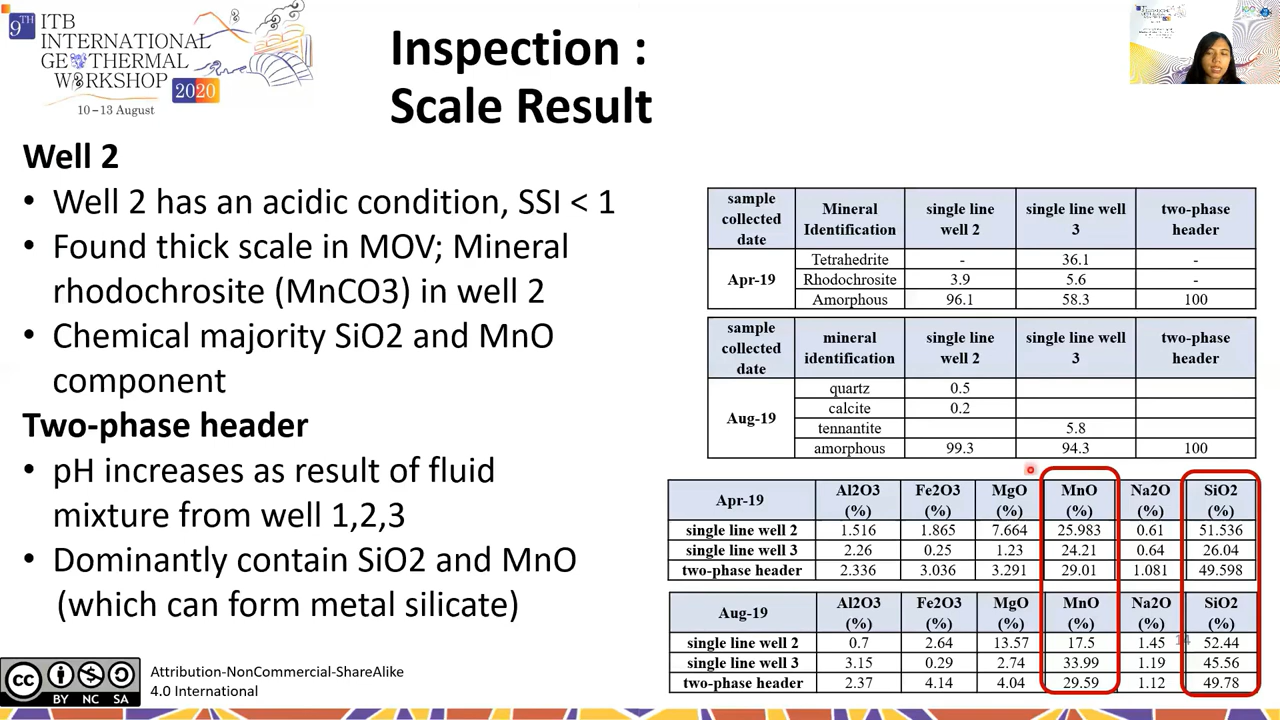 9TH
ITB
INTERNATIONAL
GEOTHERMAL
WORKSHOP
2020
10 – 13 August
Inspection :
Scale Result
Well 2
• Well 2 has an acidic condition, SSI < 1
• Found thick scale in MOV; Mineral
rhodochrosite (MnCO3) in well 2
• Chemical majority SiO2 and MnO
component
Two-phase header
• pH increases as result of fluid
mixture from well 1,2,3
• Dominantly contain SiO2 and MnO
(which can form metal silicate)
sample collected date Mineral Identification single line well 2 single line well 3 two-phase header
Apr-19 Tetrahedrite - 36.1 -
Rhodochrosite 3.9 5.6 -
Amorphous 96.1 58.3 100
sample collected date mineral identification single line well 2 single line well 3 two-phase header
Aug-19 quartz 0.5
calcite 0.2
tennantite 5.8
amorphous 99.3 94.3 100
Apr-19 Al2O3 (%) Fe2O3 (%) MgO (%) MnO (%) Na2O (%) SiO2 (%)
single line well 2 1.516 1.865 7.664 25.983 0.61 51.536
single line well 3 2.26 0.25 1.23 24.21 0.64 26.04
two-phase header 2.336 3.036 3.291 29.01 1.081 49.598
Aug-19 Al2O3 (%) Fe2O3 (%) MgO (%) MnO (%) Na2O (%) SiO2 (%)
single line well 2 0.7 2.64 13.57 17.5 1.45 52.44
single line well 3 3.15 0.29 2.74 33.99 1.19 45.56
two-phase header 2.37 4.14 4.04 29.59 1.12 49.78
14
cc
BY NC SA
Attribution-NonCommercial-ShareAlike
4.0 International